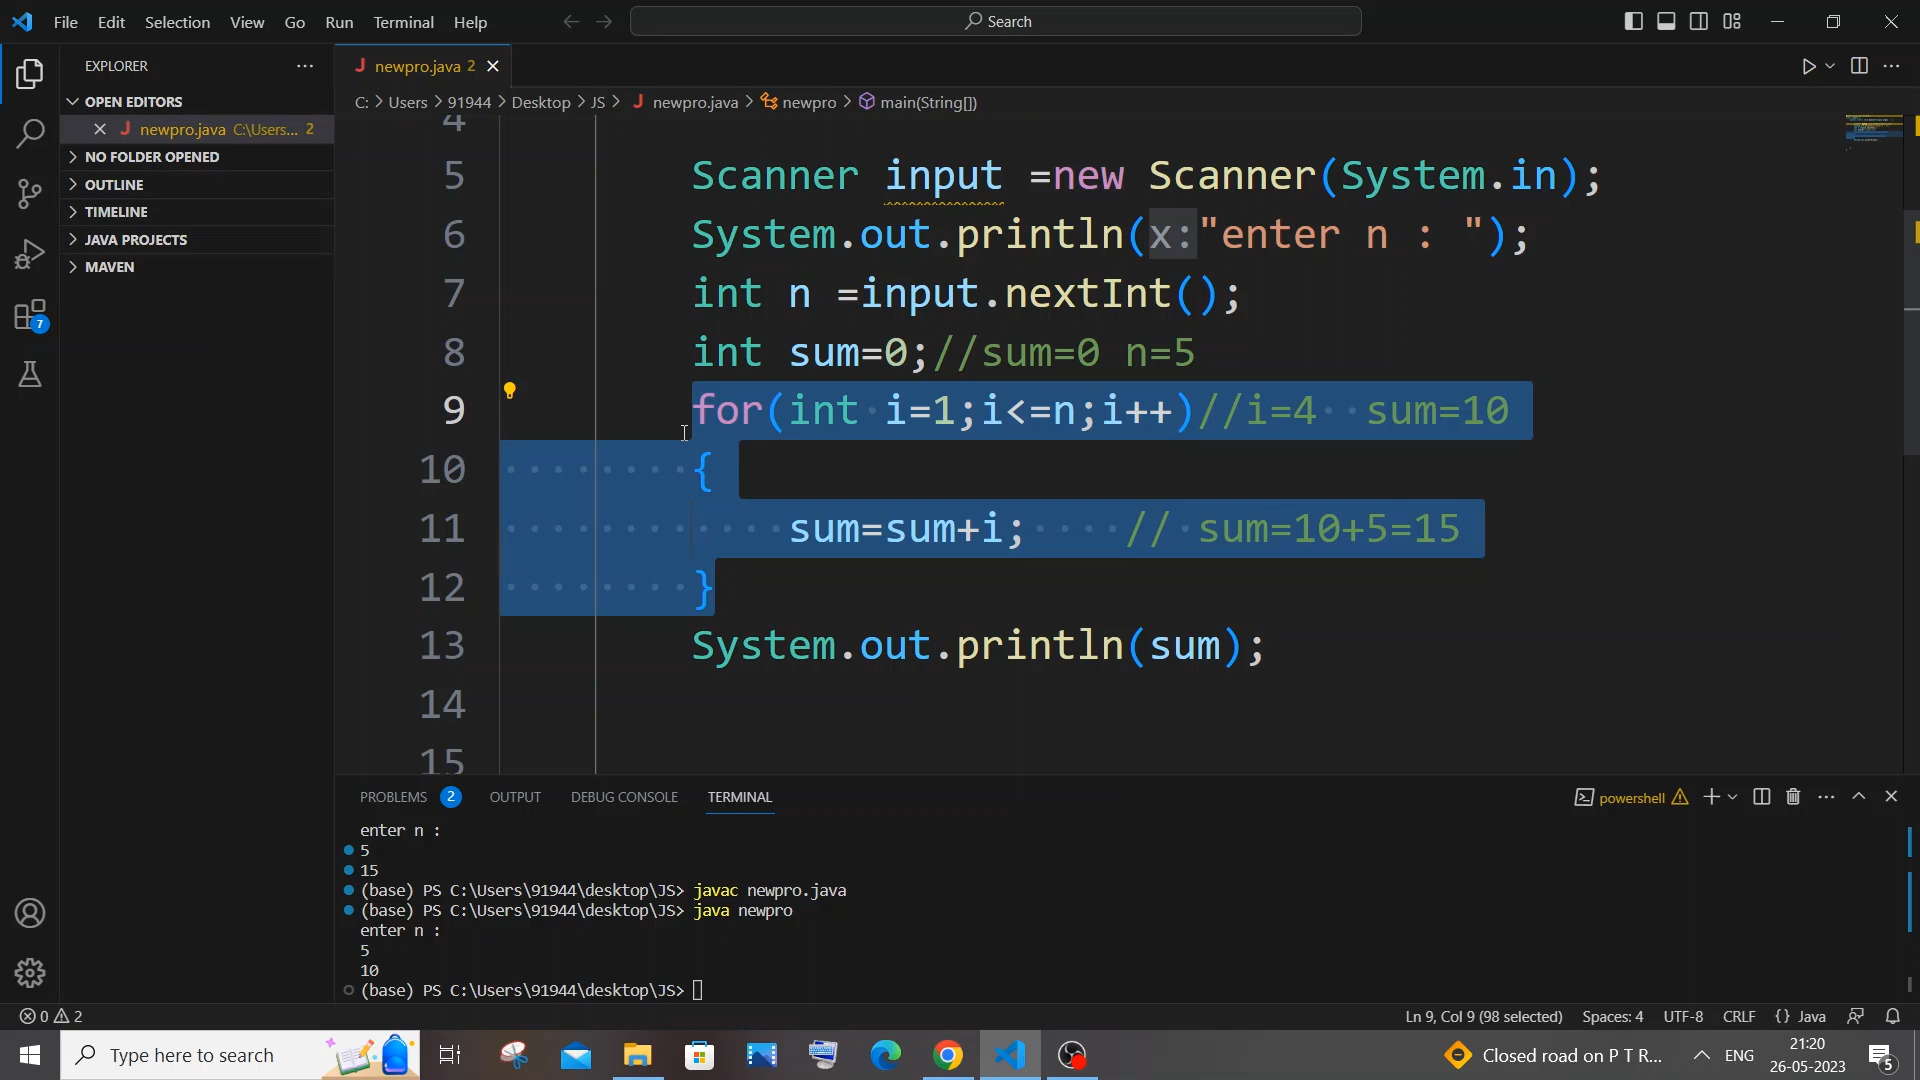 File Edit Selection View Go Run Terminal Help
Search
EXPLORER
OPEN EDITORS
newpro.java C:\Users... 2
NO FOLDER OPENED
OUTLINE
TIMELINE
JAVA PROJECTS
MAVEN
7
newpro.java 2
C: > Users > 91944 > Desktop > JS > newpro.java > newpro > main(String[])
4
5 Scanner input =new Scanner(System.in);
6 System.out.println(x:"enter n : ");
7 int n =input.nextInt();
8 int sum=0;//sum=0 n=5
9 for(int i=1;i<=n;i++)//i=4  sum=10
10 {
11 sum=sum+i;     // sum=10+5=15
12 }
13 System.out.println(sum);
14
15
PROBLEMS 2 OUTPUT DEBUG CONSOLE TERMINAL
powershell
enter n :
5
15
(base) PS C:\Users\91944\desktop\JS> javac newpro.java
(base) PS C:\Users\91944\desktop\JS> java newpro
enter n :
5
10
(base) PS C:\Users\91944\desktop\JS>
0 2
Ln 9, Col 9 (98 selected) Spaces: 4 UTF-8 CRLF {} Java
Type here to search
Closed road on P T R...
ENG
21:20
26-05-2023
5